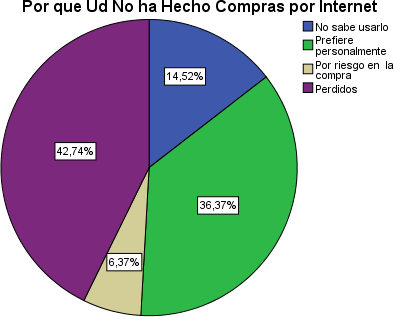 Por que Ud No ha Hecho Compras por Internet
No sabe usarlo
Prefiere
personalmente
Por riesgo en  la
compra
Perdidos
14,52%
42,74%
36,37%
6,37%